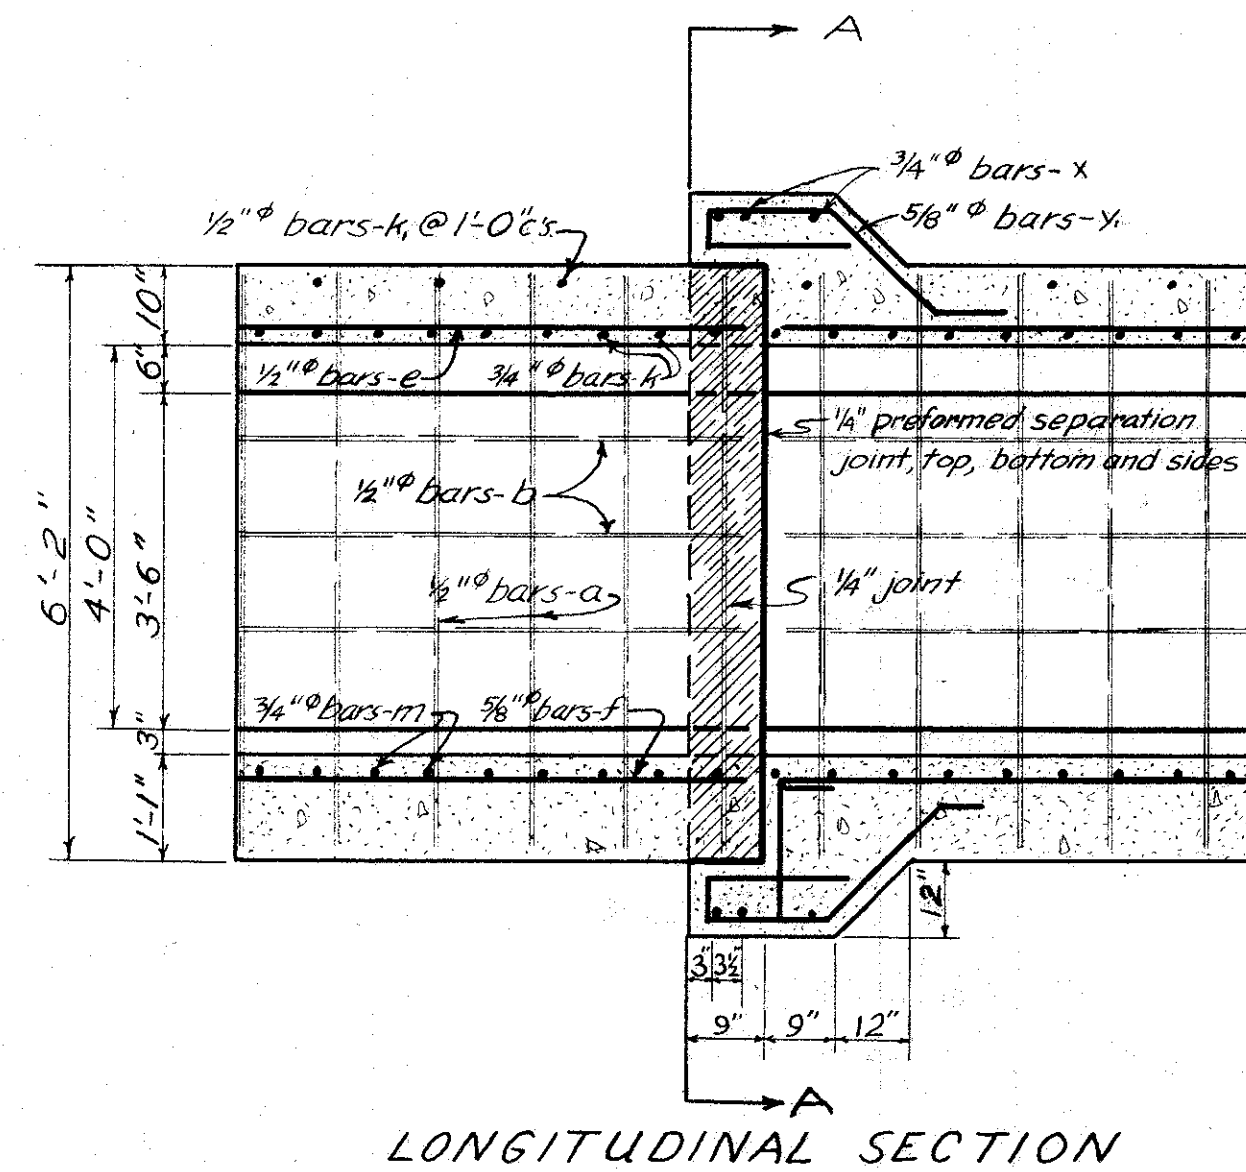 A
3/4"ϕ bars-x
5/8" ϕ bars-y.
1/2"ϕ bars-k, @ 1'-0"c's.
10"
6"
1/2"ϕ bars-e
3/4"ϕ bars-k
1/4" preformed separation
joint, top, bottom and sides
1/2"ϕ bars-b
6'-2"
4'-0"
3'-6"
1/2"ϕ bars-a
1/4" joint
3/4"ϕ bars-m
5/8"ϕ bars-f
3"
1'-1"
12"
3"
3½"
9"
9"
12"
A
LONGITUDINAL SECTION